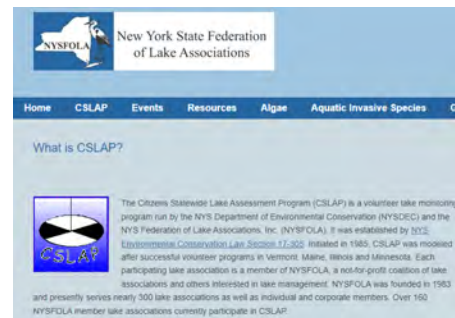 NYSFOLA
New York State Federation
of Lake Associations
Home CSLAP Events Resources Algae Aquatic Invasive Species
What is CSLAP?
CSLAP
The Citizens Statewide Lake Assessment Program (CSLAP) is a volunteer lake monitoring
program run by the NYS Department of Environmental Conservation (NYSDEC) and the
NYS Federation of Lake Associations, Inc. (NYSFOLA). It was established by NYS
Environmental Conservation Law Section 17-305. Initiated in 1985, CSLAP was modeled
after successful volunteer programs in Vermont, Maine, Illinois and Minnesota. Each
participating lake association is a member of NYSFOLA, a not-for-profit coalition of lake
associations and others interested in lake management. NYSFOLA was founded in 1983
and presently serves nearly 300 lake associations as well as individual and corporate members. Over 160
NYSFOLA member lake associations currently participate in CSLAP.